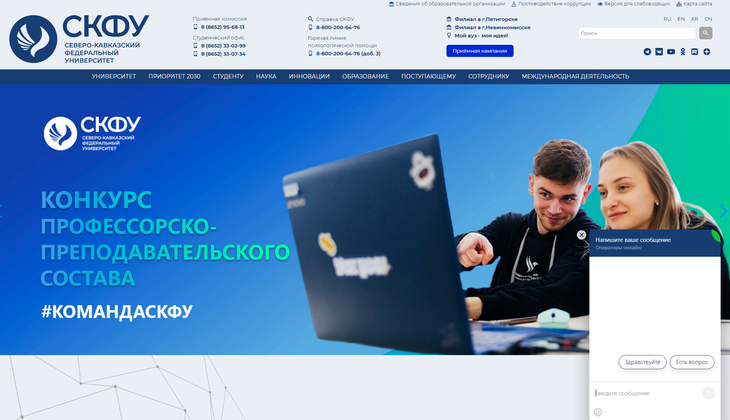 Сведения об образовательной организации
Противодействие коррупции
Версия для слабовидящих
Карта сайта
СКФУ
СЕВЕРО-КАВКАЗСКИЙ
ФЕДЕРАЛЬНЫЙ
УНИВЕРСИТЕТ
Приемная комиссия
8 (8652) 95-68-13
Студенческий офис
8 (8652) 33-02-99
8 (8652) 33-07-34
Справка СКФУ
8-800-200-64-76
Горячая линия
психологической помощи
8-800-200-64-76 (доб. 3)
Филиал в г.Пятигорске
Филиал в г.Невинномысске
Мой вуз - моя идея!
Приёмная кампания
RU EN AR CN
Поиск
УНИВЕРСИТЕТ ПРИОРИТЕТ 2030 СТУДЕНТУ НАУКА ИННОВАЦИИ ОБРАЗОВАНИЕ ПОСТУПАЮЩЕМУ СОТРУДНИКУ МЕЖДУНАРОДНАЯ ДЕЯТЕЛЬНОСТЬ
СКФУ
СЕВЕРО-КАВКАЗСКИЙ
ФЕДЕРАЛЬНЫЙ
УНИВЕРСИТЕТ
КОНКУРС
ПРОФЕССОРСКО-
ПРЕПОДАВАТЕЛЬСКОГО
СОСТАВА
#КОМАНДАСКФУ
Напишите ваше сообщение
Операторы онлайн!
Здравствуйте
Есть вопрос
Введите сообщение